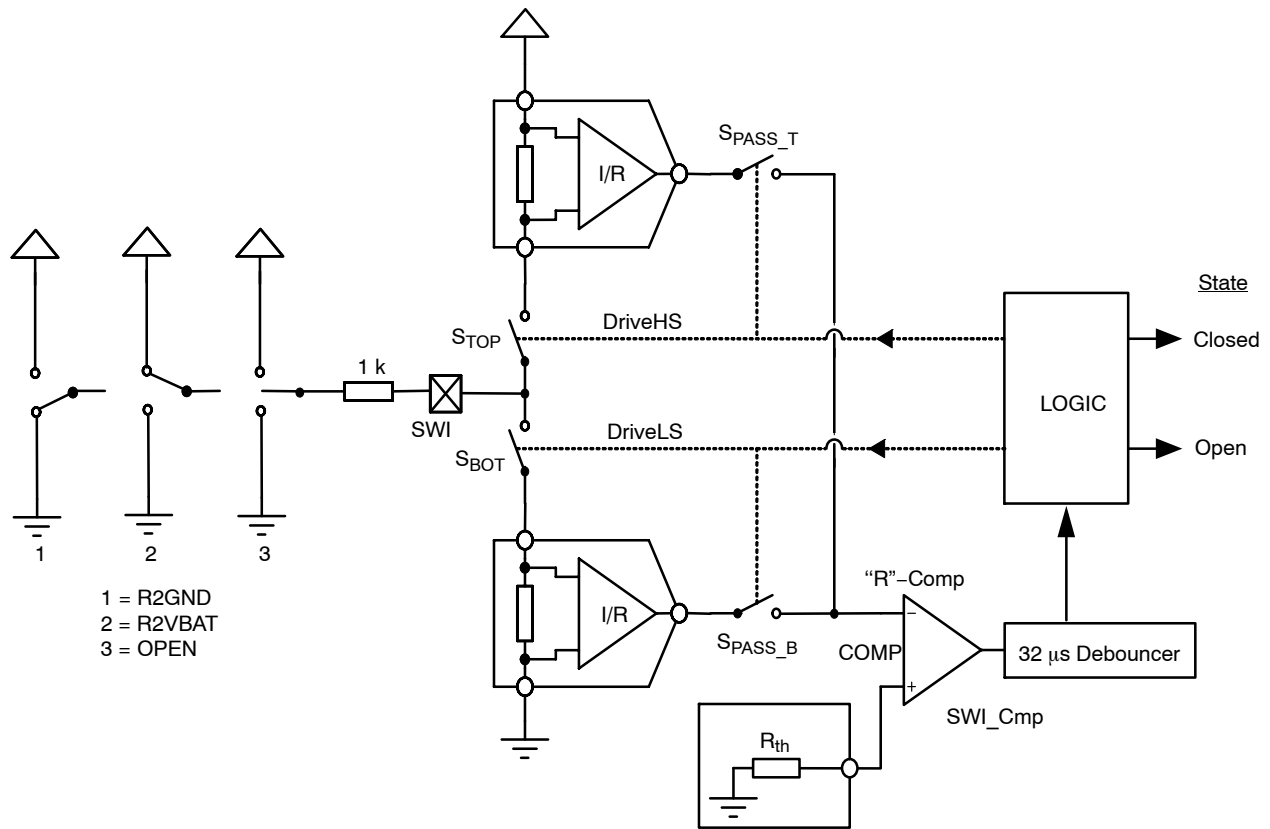 S_PASS_T
I/R
State
DriveHS
S_TOP
Closed
1 k
LOGIC
SWI
DriveLS
Open
S_BOT
1
2
3
“R”−Comp
1 = R2GND
2 = R2VBAT
3 = OPEN
I/R
−
S_PASS_B
COMP
32 μs Debouncer
+
SWI_Cmp
R_th